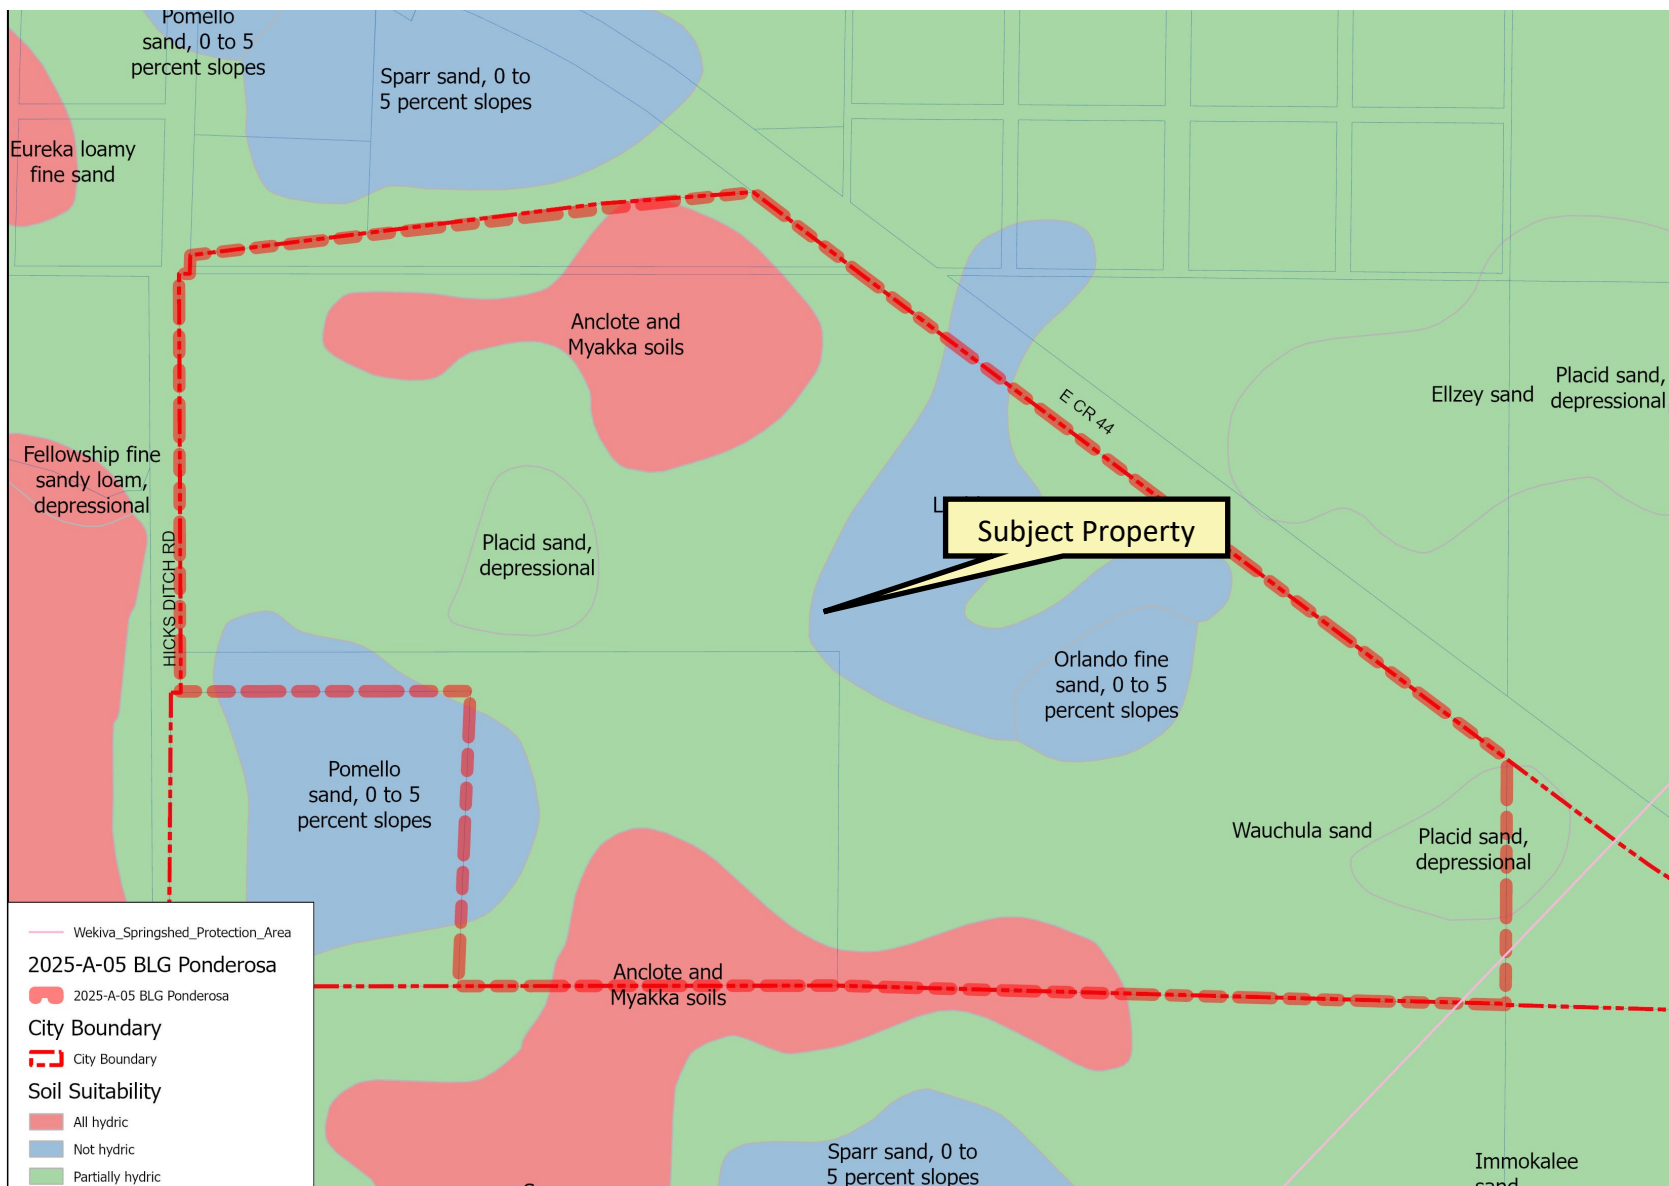 Pomello
sand, 0 to 5
percent slopes
Sparr sand, 0 to
5 percent slopes
Eureka loamy
fine sand
Anclote and
Myakka soils
E CR 44
Ellzey sand
Placid sand,
depressional
Fellowship fine
sandy loam,
depressional
Subject Property
Placid sand,
depressional
HICKS DITCH RD
Orlando fine
sand, 0 to 5
percent slopes
Pomello
sand, 0 to 5
percent slopes
Wauchula sand
Placid sand,
depressional
Anclote and
Myakka soils
Wekiva_Springshed_Protection_Area
2025-A-05 BLG Ponderosa
2025-A-05 BLG Ponderosa
City Boundary
City Boundary
Soil Suitability
All hydric
Not hydric
Partially hydric
Sparr sand, 0 to
5 percent slopes
Immokalee
sand